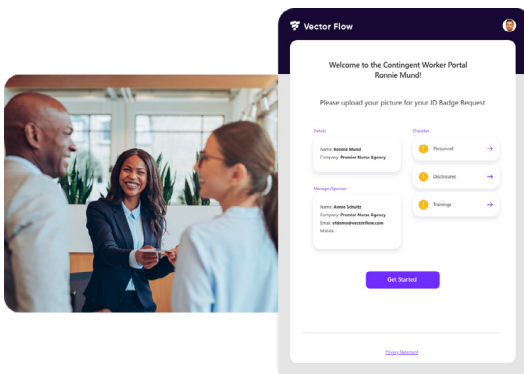 Vector Flow
Welcome to the Contingent Worker Portal
Ronnie Mund!
Please upload your picture for your ID Badge Request
Details
Checklist
Name: Ronnie Mund
Company: Premier Nurse Agency
Personnel
Disclosures
Manager/Sponsor
Trainings
Name: Annie Schultz
Company: Premier Nurse Agency
Email: vfdemo@vectorflow.com
Mobile:
Get Started
Privacy Statement